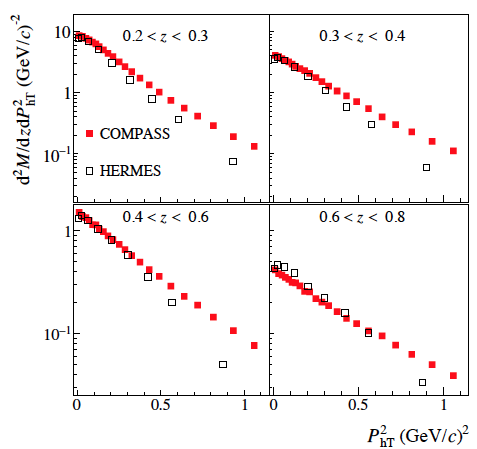 d²M/dzdP²hT (GeV/c)⁻²
10
1
10⁻¹
0.2 < z < 0.3
COMPASS
HERMES
0.3 < z < 0.4
1
10⁻¹
0.4 < z < 0.6
0.6 < z < 0.8
0 0.5 1 0 0.5 1
P²hT (GeV/c)²